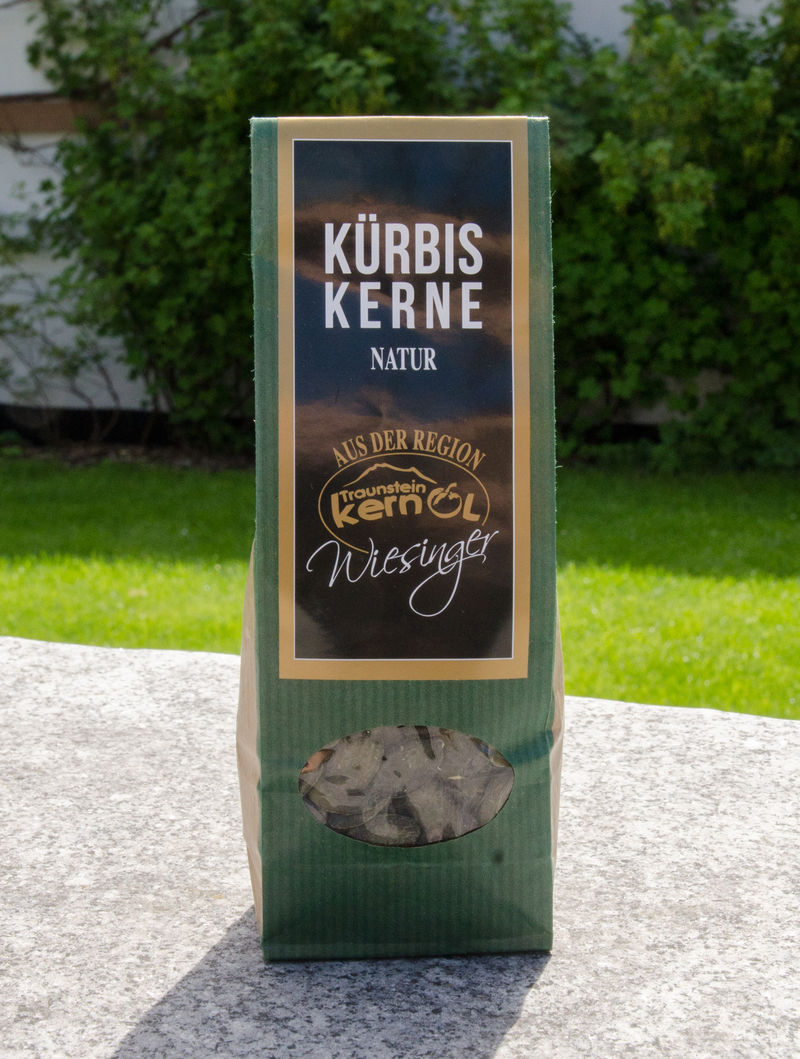 KÜRBIS
KERNE
NATUR
AUS DER REGION
Traunstein
kernÖL
Wiesinger